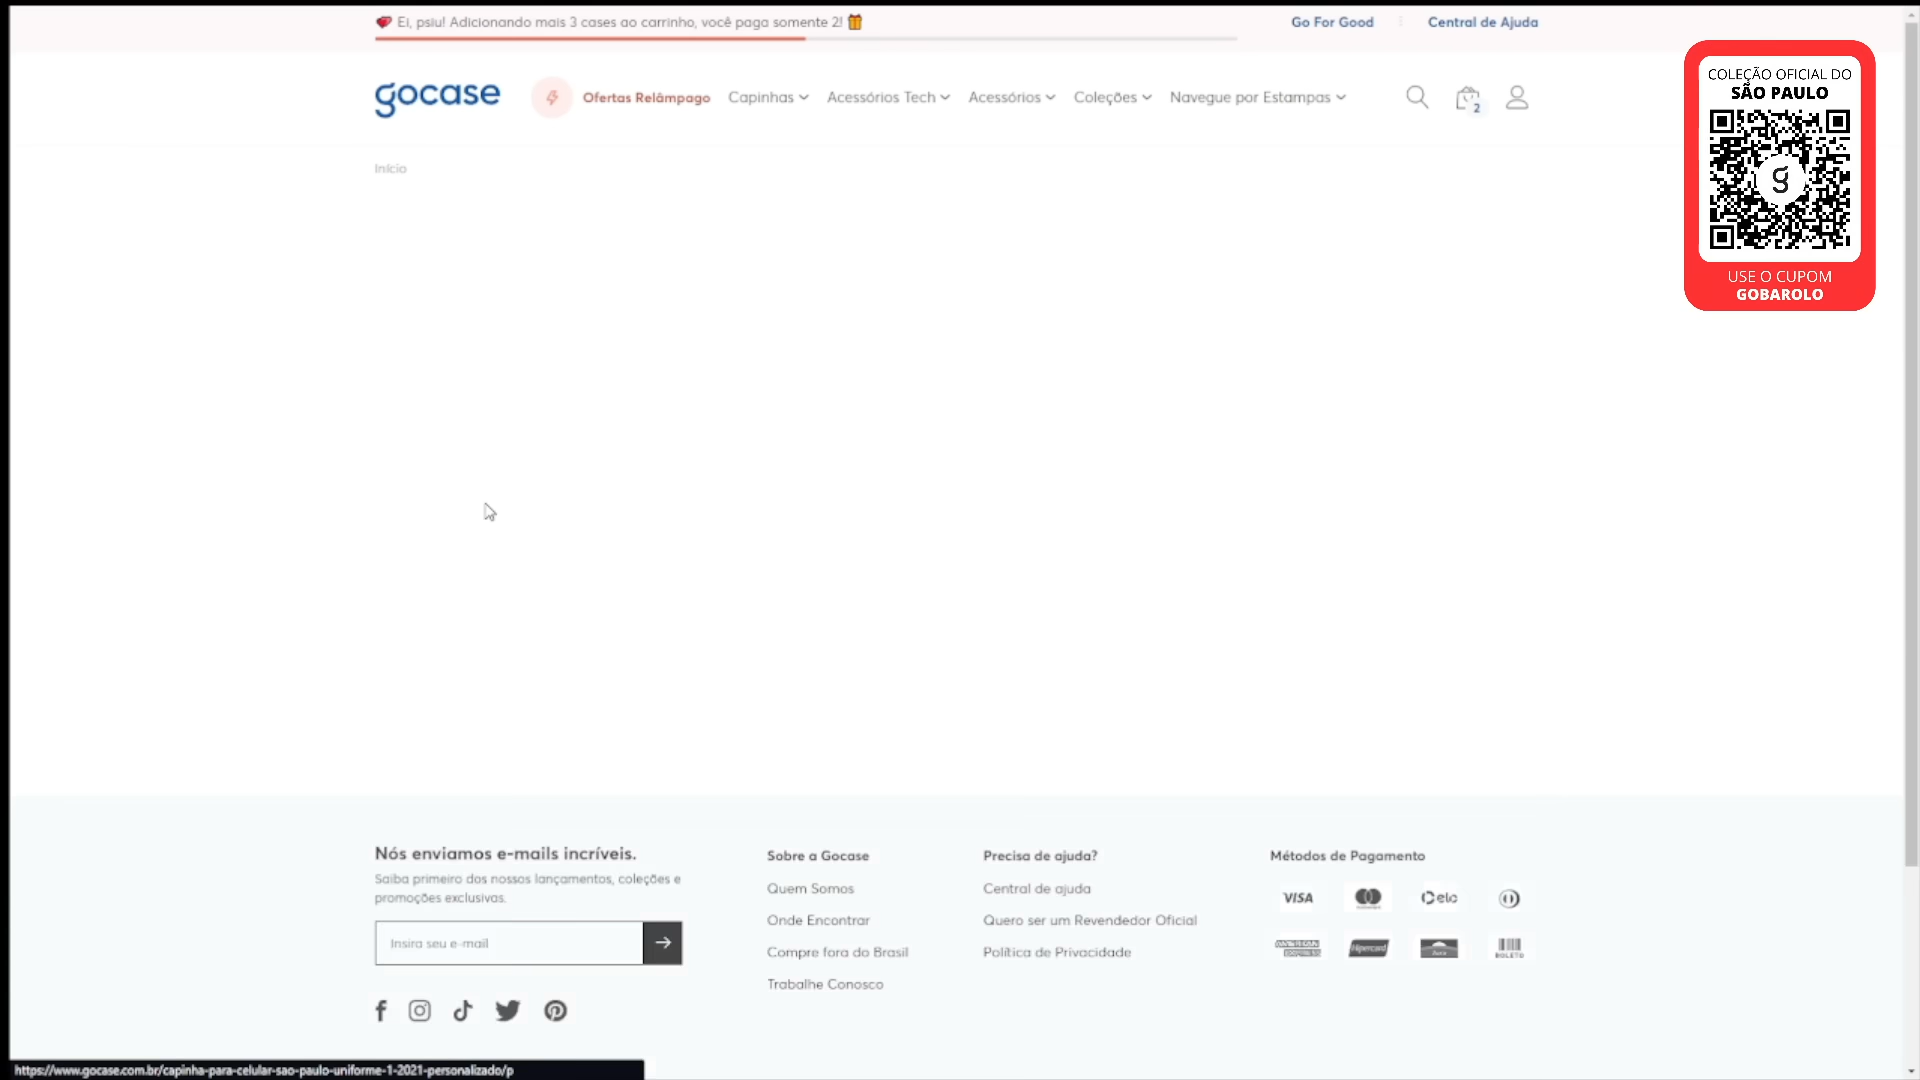 Ei, psiu! Adicionando mais 3 cases ao carrinho, você paga somente 2!
Go For Good
Central de Ajuda
gocase
Ofertas Relâmpago
Capinhas
Acessórios Tech
Acessórios
Coleções
Navegue por Estampas
2
COLEÇÃO OFICIAL DO
SÃO PAULO
g
USE O CUPOM
GOBAROLO
Início
Nós enviamos e-mails incríveis.
Saiba primeiro dos nossos lançamentos, coleções e
promoções exclusivas.
Insira seu e-mail
Sobre a Gocase
Quem Somos
Onde Encontrar
Compre fora do Brasil
Trabalhe Conosco
Precisa de ajuda?
Central de ajuda
Quero ser um Revendedor Oficial
Política de Privacidade
Métodos de Pagamento
VISA
elo
AMERICAN EXPRESS
Hipercard
Aura
BOLETO
https://www.gocase.com.br/capinha-para-celular-sao-paulo-uniforme-1-2021-personalizado/p